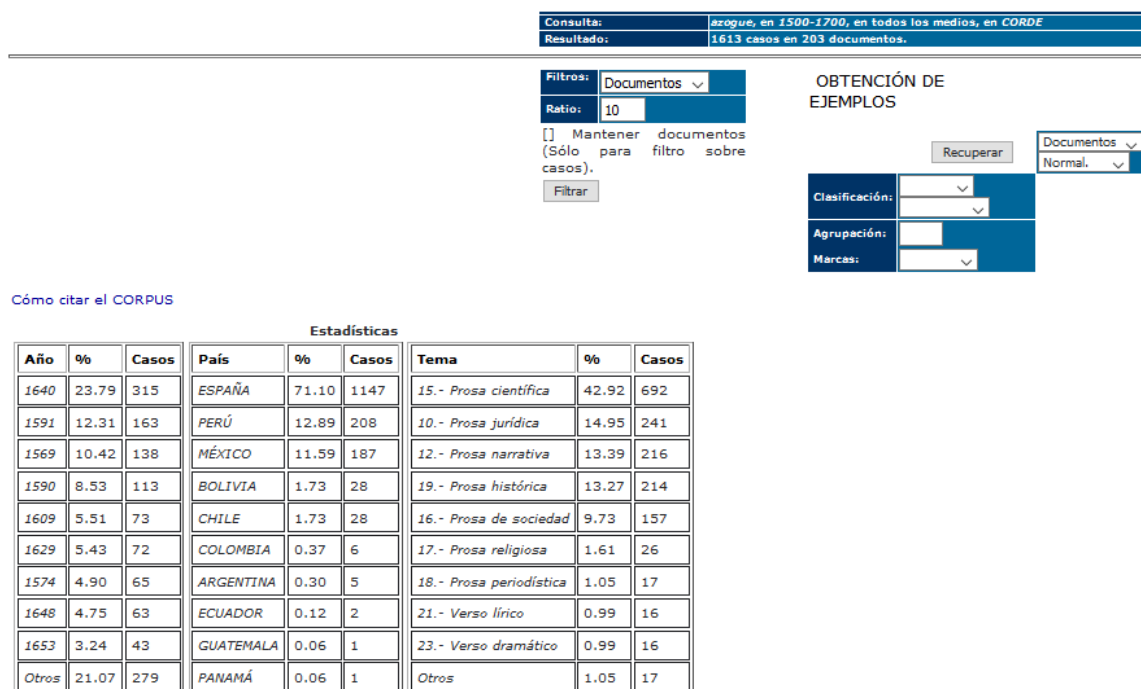 Consulta: azogue, en 1500-1700, en todos los medios, en CORDE
Resultado: 1613 casos en 203 documentos.
Filtros: Documentos
Ratio: 10
[] Mantener documentos
(Sólo para filtro sobre
casos).
Filtrar
OBTENCIÓN DE
EJEMPLOS
Recuperar
Documentos
Normal.
Clasificación:
Agrupación:
Marcas:
Cómo citar el CORPUS
Estadísticas
Año % Casos País % Casos Tema % Casos
1640 23.79 315 ESPAÑA 71.10 1147 15.- Prosa científica 42.92 692
1591 12.31 163 PERÚ 12.89 208 10.- Prosa jurídica 14.95 241
1569 10.42 138 MÉXICO 11.59 187 12.- Prosa narrativa 13.39 216
1590 8.53 113 BOLIVIA 1.73 28 19.- Prosa histórica 13.27 214
1609 5.51 73 CHILE 1.73 28 16.- Prosa de sociedad 9.73 157
1629 5.43 72 COLOMBIA 0.37 6 17.- Prosa religiosa 1.61 26
1574 4.90 65 ARGENTINA 0.30 5 18.- Prosa periodística 1.05 17
1648 4.75 63 ECUADOR 0.12 2 21.- Verso lírico 0.99 16
1653 3.24 43 GUATEMALA 0.06 1 23.- Verso dramático 0.99 16
Otros 21.07 279 PANAMÁ 0.06 1 Otros 1.05 17